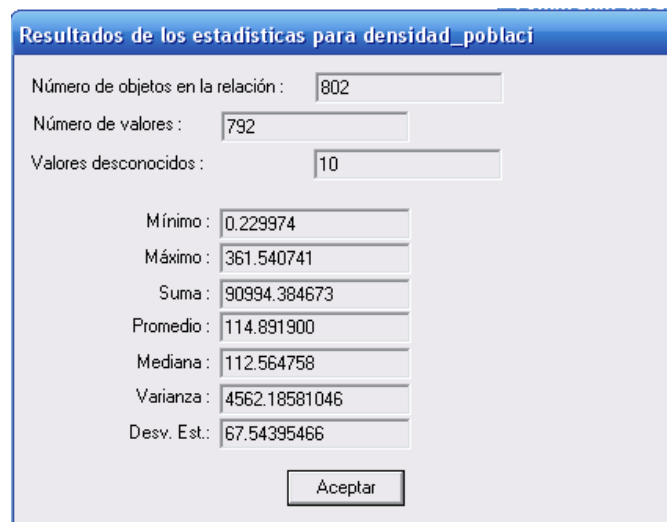 Resultados de los estadísticas para densidad_poblaci
Número de objetos en la relación : 802
Número de valores : 792
Valores desconocidos : 10
Mínimo : 0.229974
Máximo : 361.540741
Suma : 90994.384673
Promedio : 114.891900
Mediana : 112.564758
Varianza : 4562.18581046
Desv. Est.: 67.54395466
Aceptar